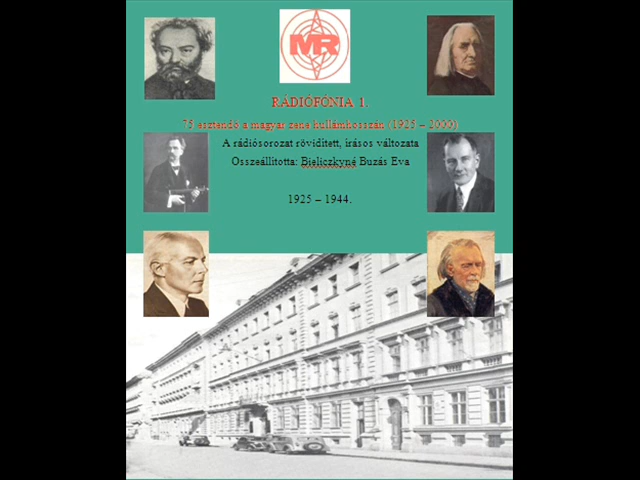 MR
RÁDIÓFÓNIA 1.
75 esztendő a magyar zene hullámhosszán (1925 – 2000)
A rádiósorozat rövidített, írásos változata
Összeállította: Bieliczkyné Buzás Éva
1925 – 1944.